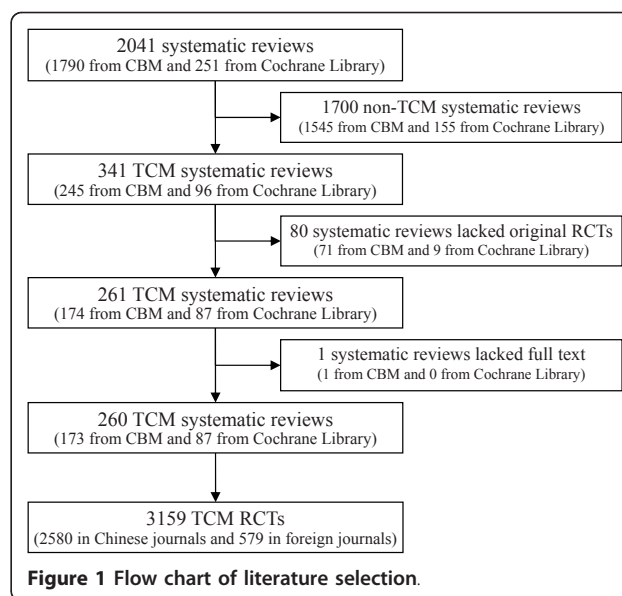 2041 systematic reviews
(1790 from CBM and 251 from Cochrane Library)
1700 non-TCM systematic reviews
(1545 from CBM and 155 from Cochrane Library)
341 TCM systematic reviews
(245 from CBM and 96 from Cochrane Library)
80 systematic reviews lacked original RCTs
(71 from CBM and 9 from Cochrane Library)
261 TCM systematic reviews
(174 from CBM and 87 from Cochrane Library)
1 systematic reviews lacked full text
(1 from CBM and 0 from Cochrane Library)
260 TCM systematic reviews
(173 from CBM and 87 from Cochrane Library)
3159 TCM RCTs
(2580 in Chinese journals and 579 in foreign journals)
Figure 1 Flow chart of literature selection.